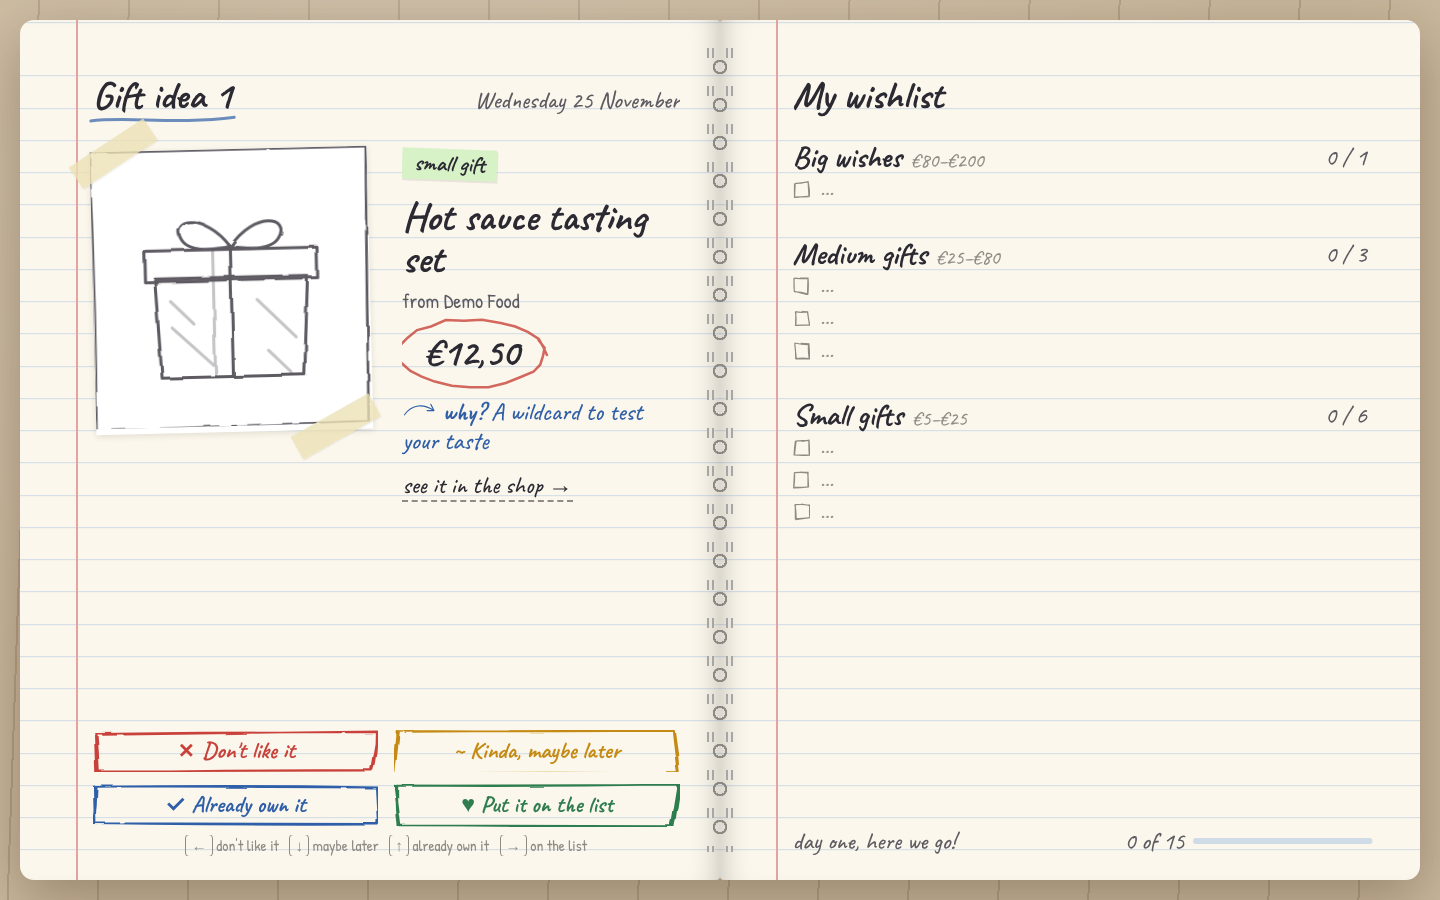 Gift idea 1
Wednesday 25 November
small gift
Hot sauce tasting
set
from Demo Food
€12,50
why? A wildcard to test
your taste
see it in the shop →
✕ Don't like it
~ Kinda, maybe later
✓ Already own it
♥ Put it on the list
← don't like it ↓ maybe later ↑ already own it → on the list
My wishlist
Big wishes €80–€200 0 / 1
...
Medium gifts €25–€80 0 / 3
...
...
...
Small gifts €5–€25 0 / 6
...
...
...
day one, here we go! 0 of 15